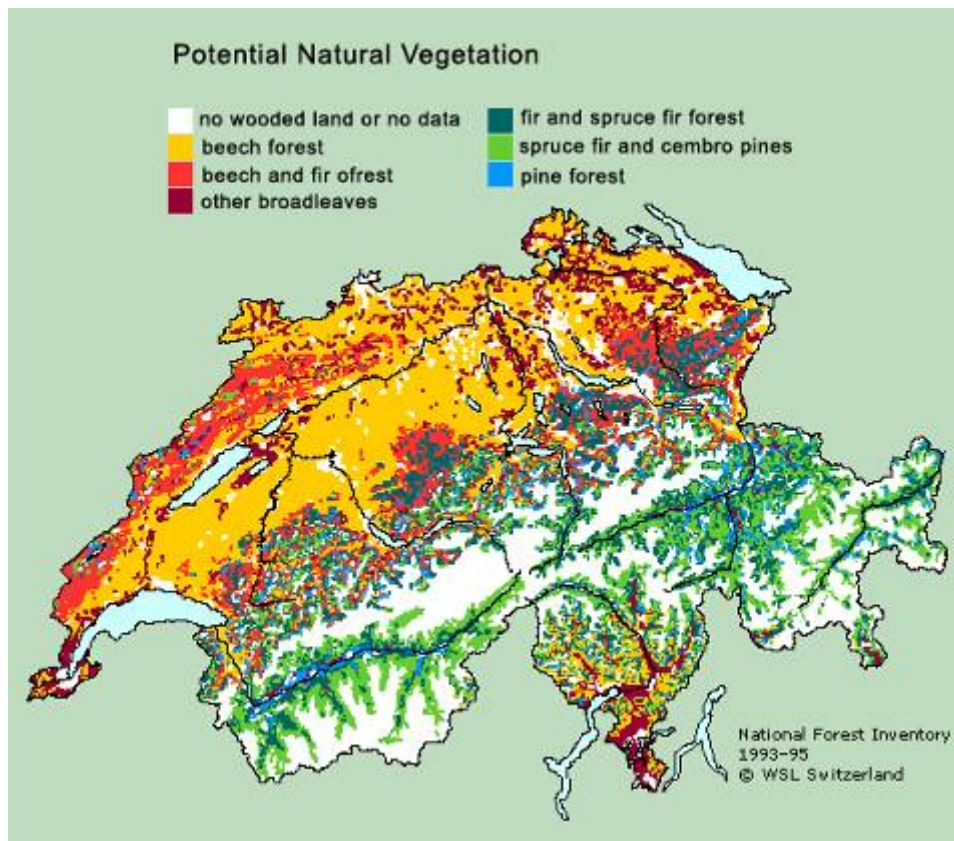 Potential Natural Vegetation
no wooded land or no data
beech forest
beech and fir ofrest
other broadleaves
fir and spruce fir forest
spruce fir and cembro pines
pine forest
National Forest Inventory
1993-95
© WSL Switzerland